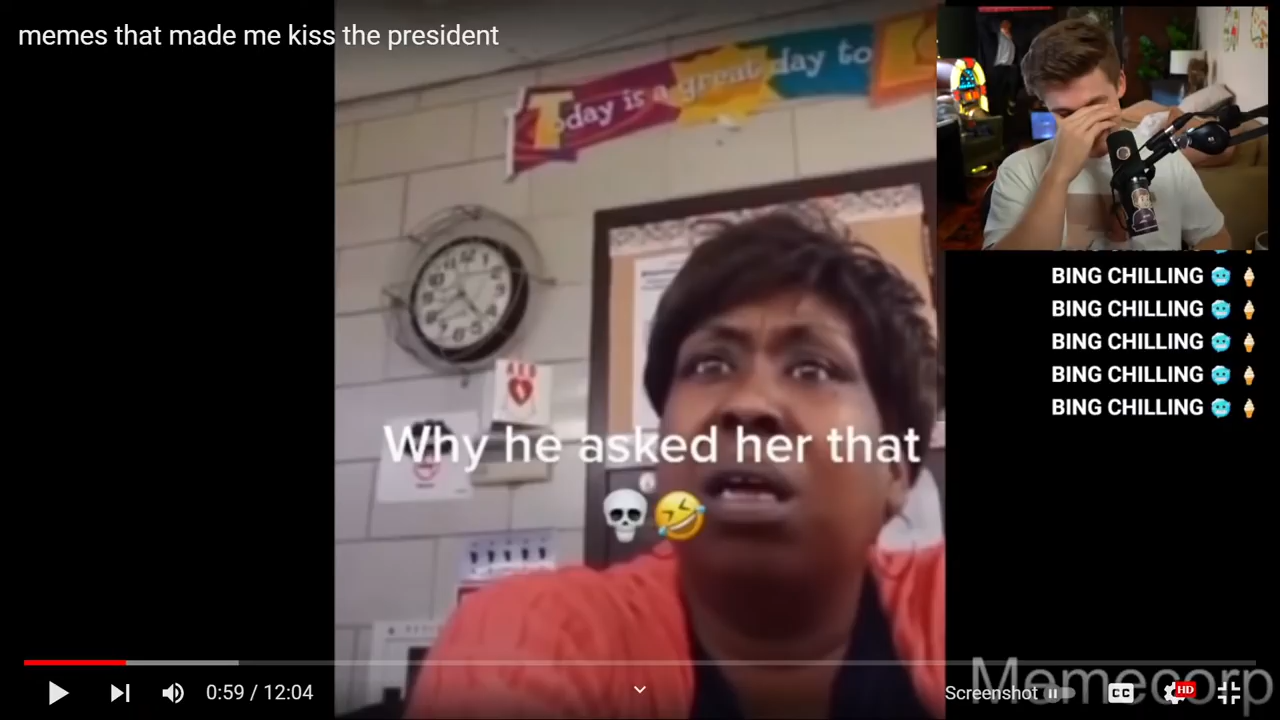 memes that made me kiss the president
Today is a great day to
AED
BING CHILLING 🥶 🍦
BING CHILLING 🥶 🍦
BING CHILLING 🥶 🍦
BING CHILLING 🥶 🍦
BING CHILLING 🥶 🍦
Why he asked her that
💀🤣
0:59 / 12:04
Screenshot
CC
HD
Memecorp